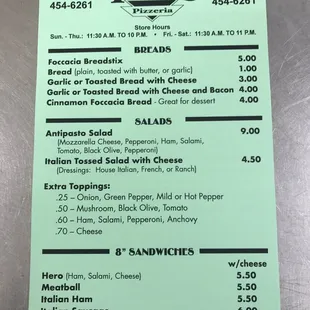 454-6261
454-6261
Pizzeria
Store Hours
Sun. - Thu.: 11:30 A.M. TO 10 P.M. • Fri. - Sat.: 11:30 A.M. TO 11 P.M.
BREADS
Foccacia Breadstix 5.00
Bread (plain, toasted with butter, or garlic) 1.00
Garlic or Toasted Bread with Cheese 3.00
Garlic or Toasted Bread with Cheese and Bacon 4.00
Cinnamon Foccacia Bread - Great for dessert 4.00
SALADS
Antipasto Salad 9.00
(Mozzarella Cheese, Pepperoni, Ham, Salami,
Tomato, Black Olive, Pepperoni)
Italian Tossed Salad with Cheese 4.50
(Dressings: House Italian, French, or Ranch)
Extra Toppings:
.25 – Onion, Green Pepper, Mild or Hot Pepper
.50 – Mushroom, Black Olive, Tomato
.60 – Ham, Salami, Pepperoni, Anchovy
.70 – Cheese
8" SANDWICHES
w/cheese
Hero (Ham, Salami, Cheese) 5.50
Meatball 5.50
Italian Ham 5.50